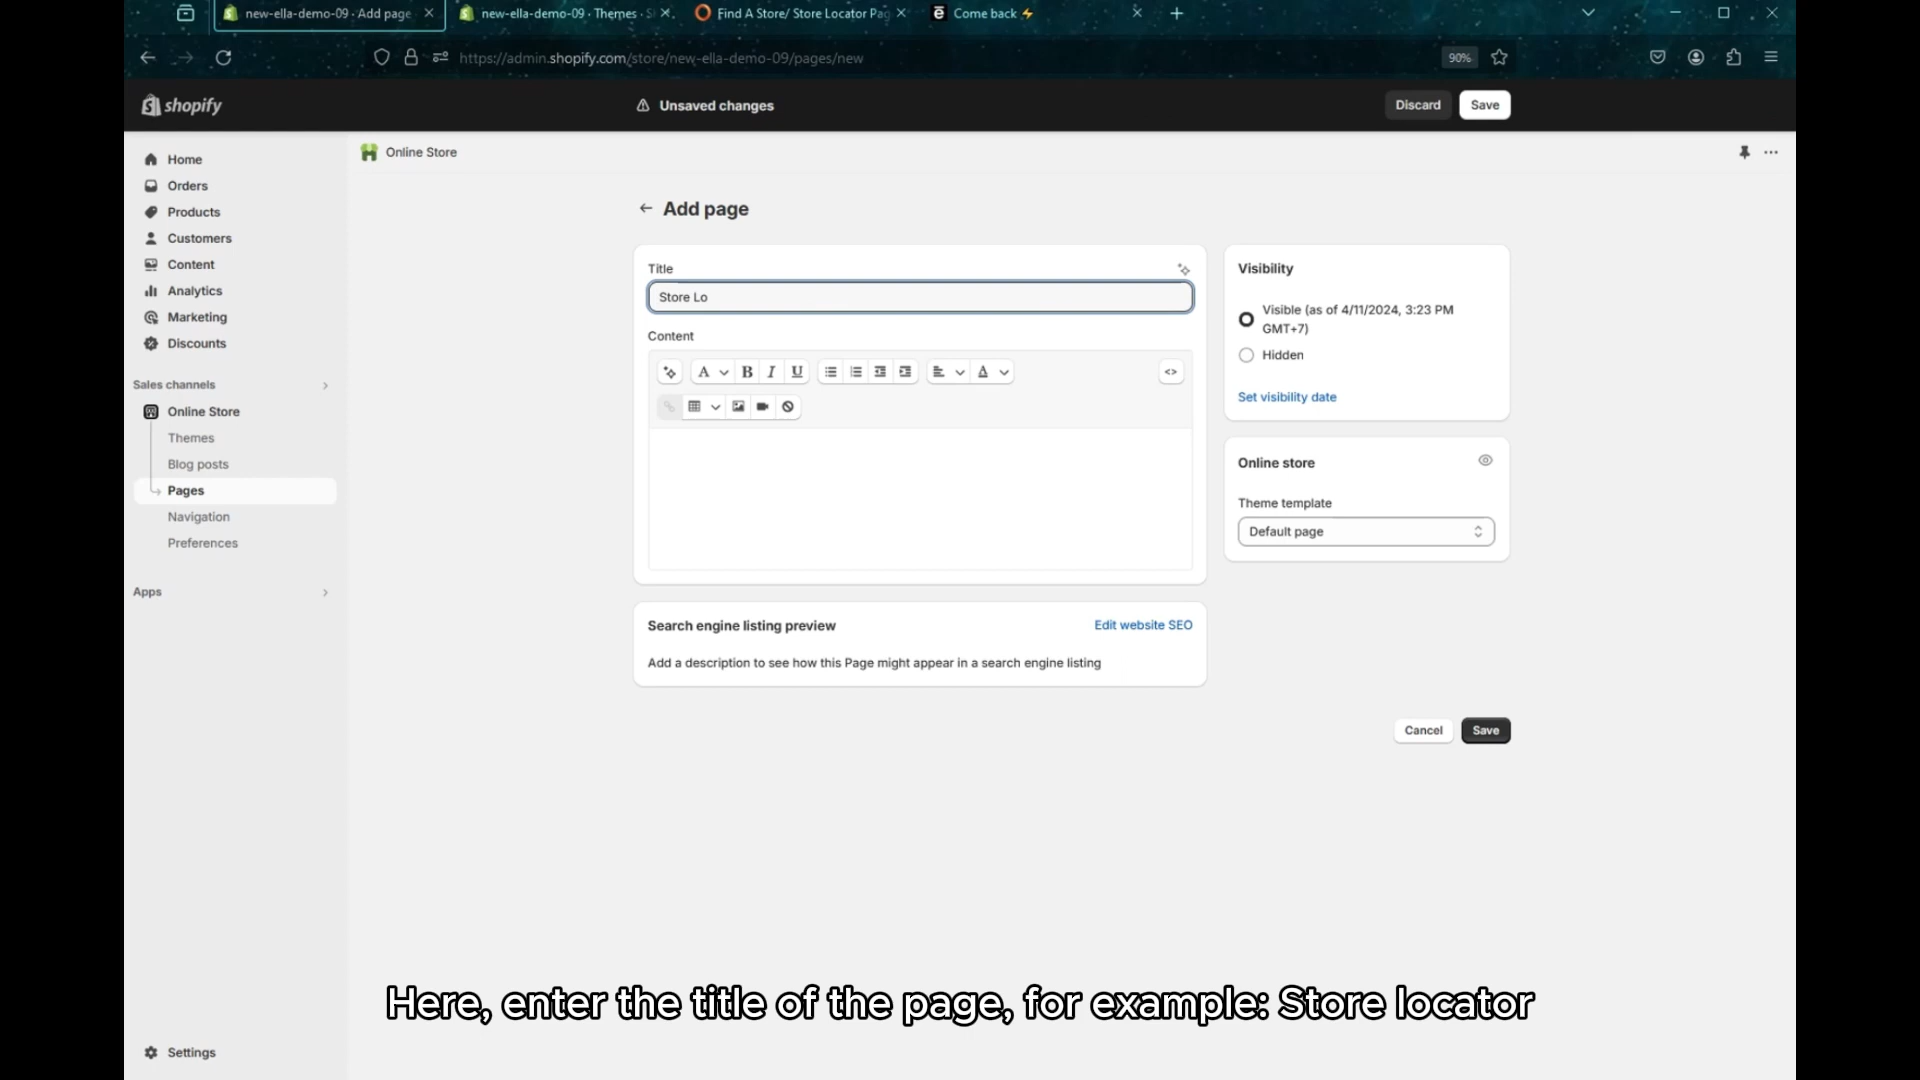 new-ella-demo-09 · Add page
new-ella-demo-09 · Themes · S
Find A Store/ Store Locator Pag
Come back ⚡
https://admin.shopify.com/store/new-ella-demo-09/pages/new
90%
shopify
Unsaved changes
Discard
Save
Home
Orders
Products
Customers
Content
Analytics
Marketing
Discounts
Sales channels
Online Store
Themes
Blog posts
Pages
Navigation
Preferences
Apps
Settings
Online Store
Add page
Title
Store Lo
Content
A
B
I
U
A
<>
Search engine listing preview
Edit website SEO
Add a description to see how this Page might appear in a search engine listing
Visibility
Visible (as of 4/11/2024, 3:23 PM
GMT+7)
Hidden
Set visibility date
Online store
Theme template
Default page
Cancel
Save
Here, enter the title of the page, for example: Store locator